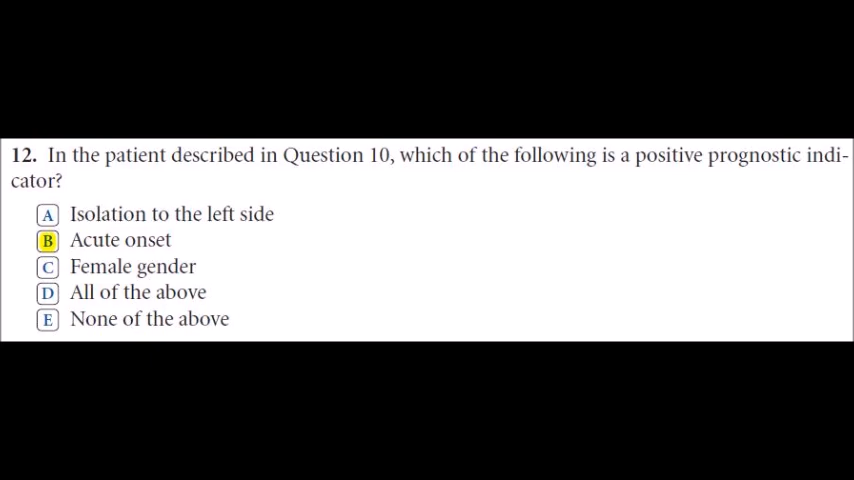 12. In the patient described in Question 10, which of the following is a positive prognostic indi-
cator?
A Isolation to the left side
B Acute onset
C Female gender
D All of the above
E None of the above